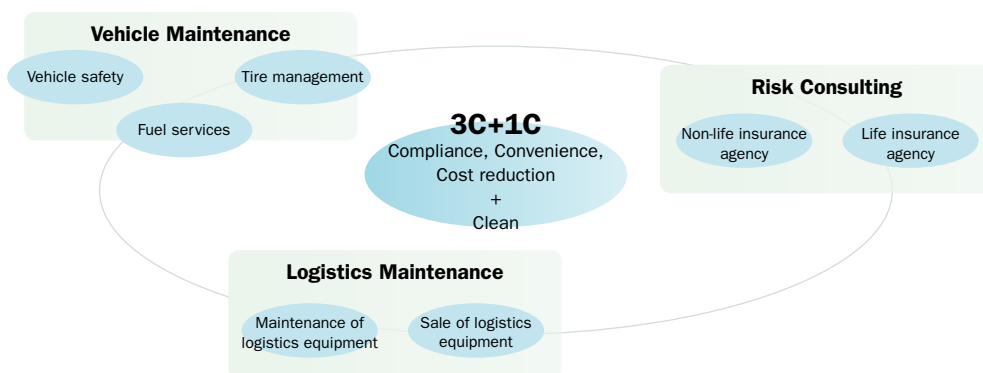 Vehicle Maintenance
Vehicle safety
Tire management
Fuel services
3C+1C
Compliance, Convenience,
Cost reduction
+
Clean
Risk Consulting
Non-life insurance
agency
Life insurance
agency
Logistics Maintenance
Maintenance of
logistics equipment
Sale of logistics
equipment